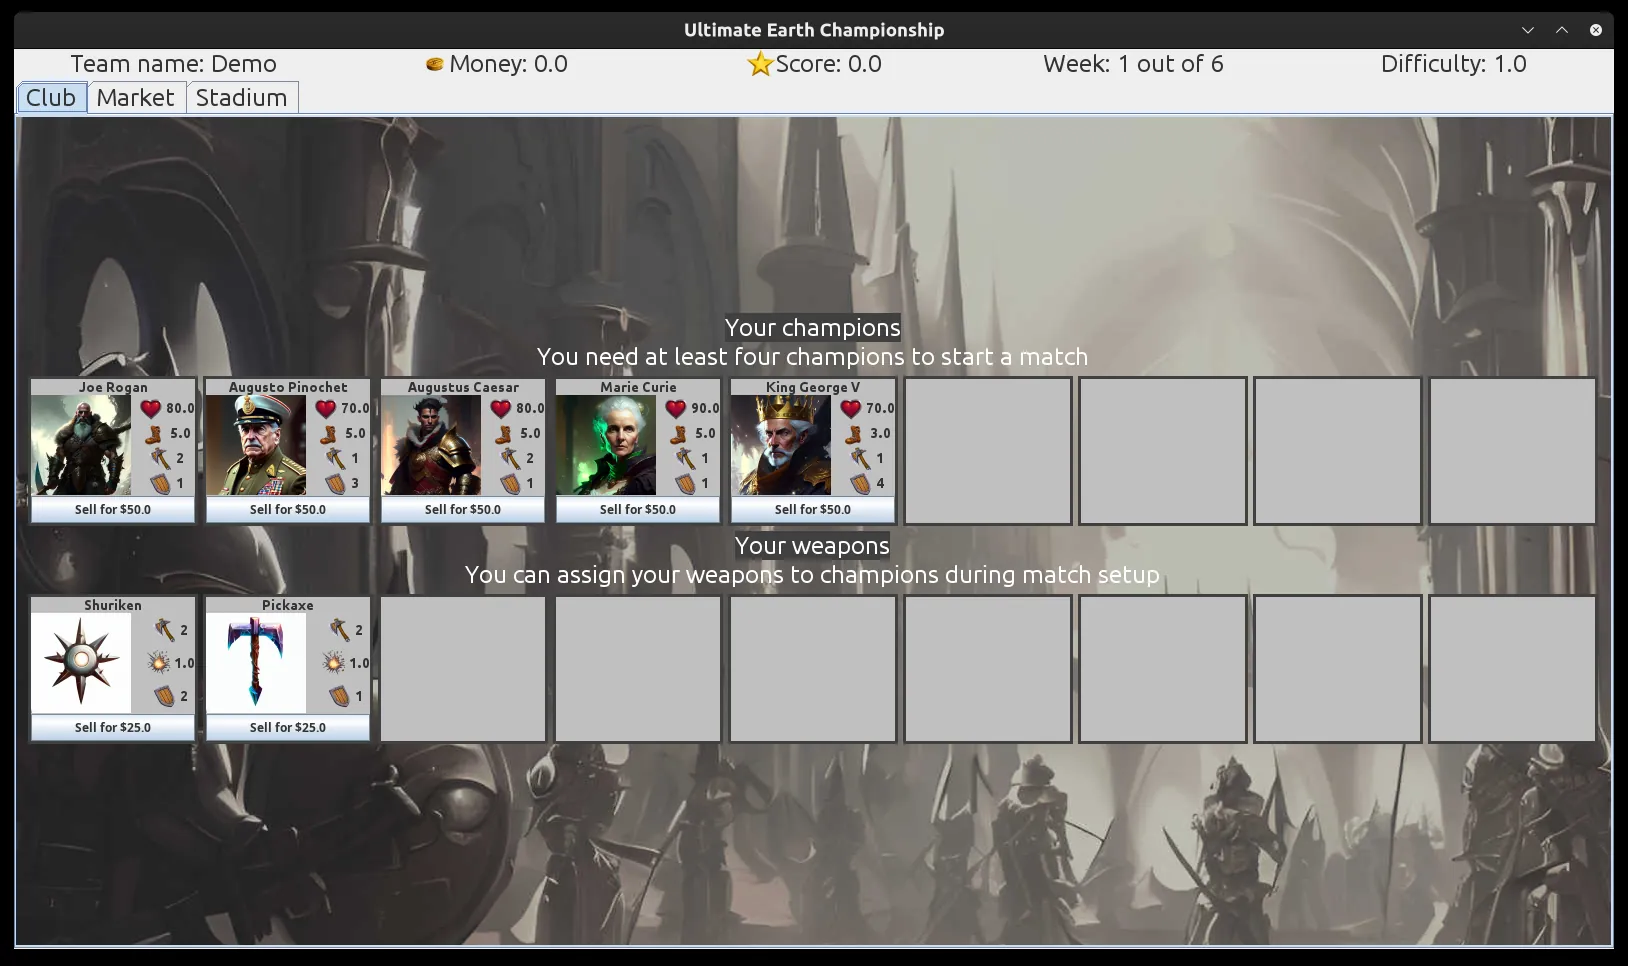 Ultimate Earth Championship
Team name: Demo Money: 0.0 Score: 0.0 Week: 1 out of 6 Difficulty: 1.0
Club Market Stadium
Your champions
You need at least four champions to start a match
Joe Rogan
80.0
5.0
2
1
Sell for $50.0
Augusto Pinochet
70.0
5.0
1
3
Sell for $50.0
Augustus Caesar
80.0
5.0
2
1
Sell for $50.0
Marie Curie
90.0
5.0
1
1
Sell for $50.0
King George V
70.0
3.0
1
4
Sell for $50.0
Your weapons
You can assign your weapons to champions during match setup
Shuriken
2
1.0
2
Sell for $25.0
Pickaxe
2
1.0
1
Sell for $25.0